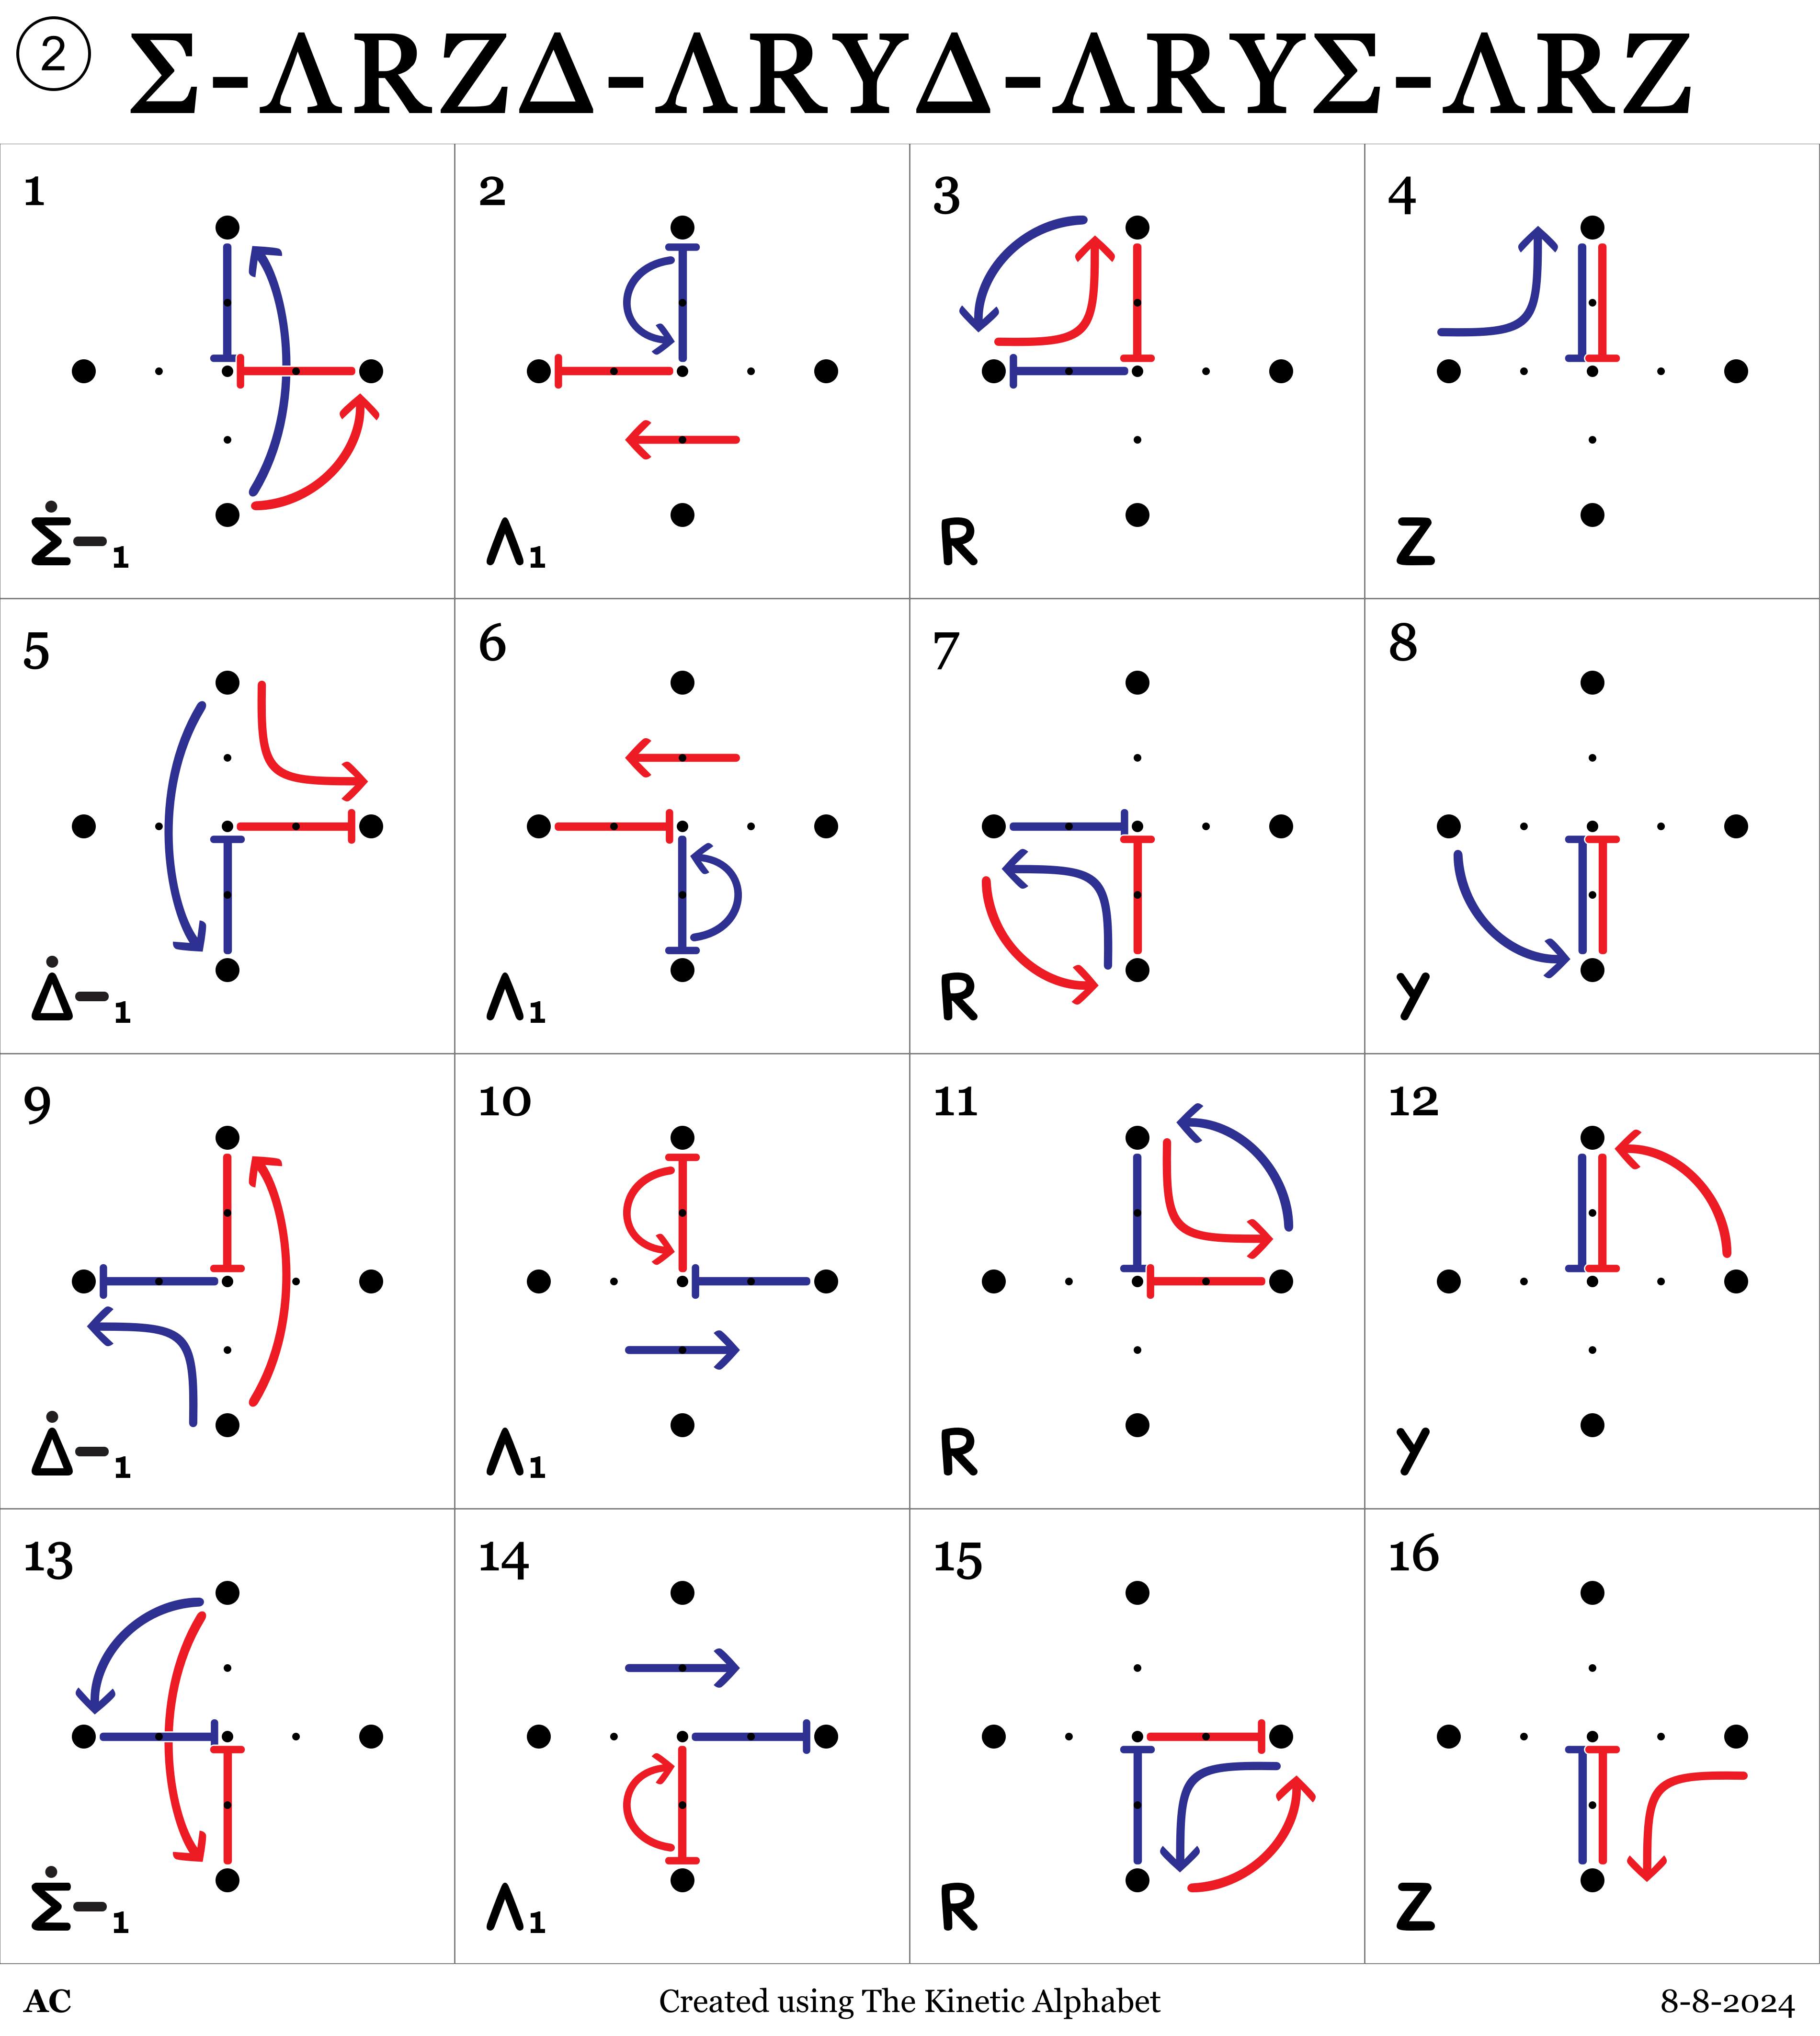 ② Σ-ΛRZΔ-ΛRYΔ-ΛRYΣ-ΛRZ
1 2 3 4
Σ̇-₁ Λ₁ R Z
5 6 7 8
Δ̇-₁ Λ₁ R Y
9 10 11 12
Δ̇-₁ Λ₁ R Y
13 14 15 16
Σ̇-₁ Λ₁ R Z
AC Created using The Kinetic Alphabet 8-8-2024